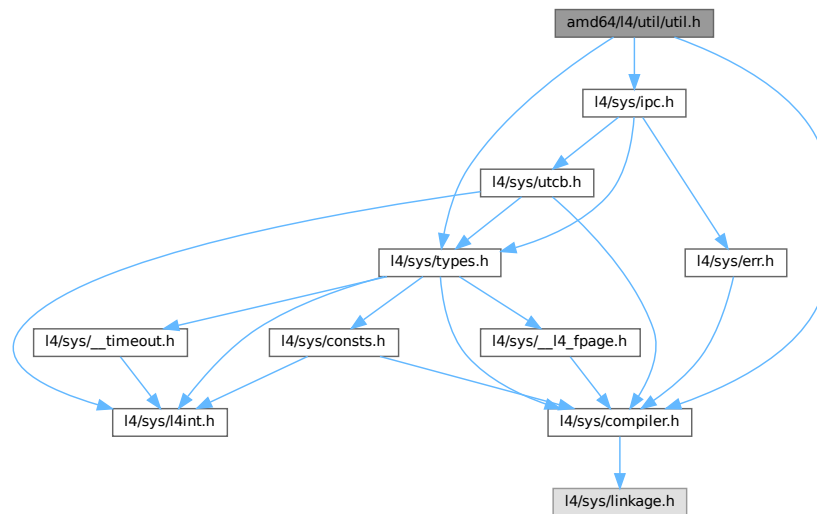 amd64/l4/util/util.h
l4/sys/ipc.h
l4/sys/utcb.h
l4/sys/types.h
l4/sys/err.h
l4/sys/__timeout.h
l4/sys/consts.h
l4/sys/__l4_fpage.h
l4/sys/l4int.h
l4/sys/compiler.h
l4/sys/linkage.h